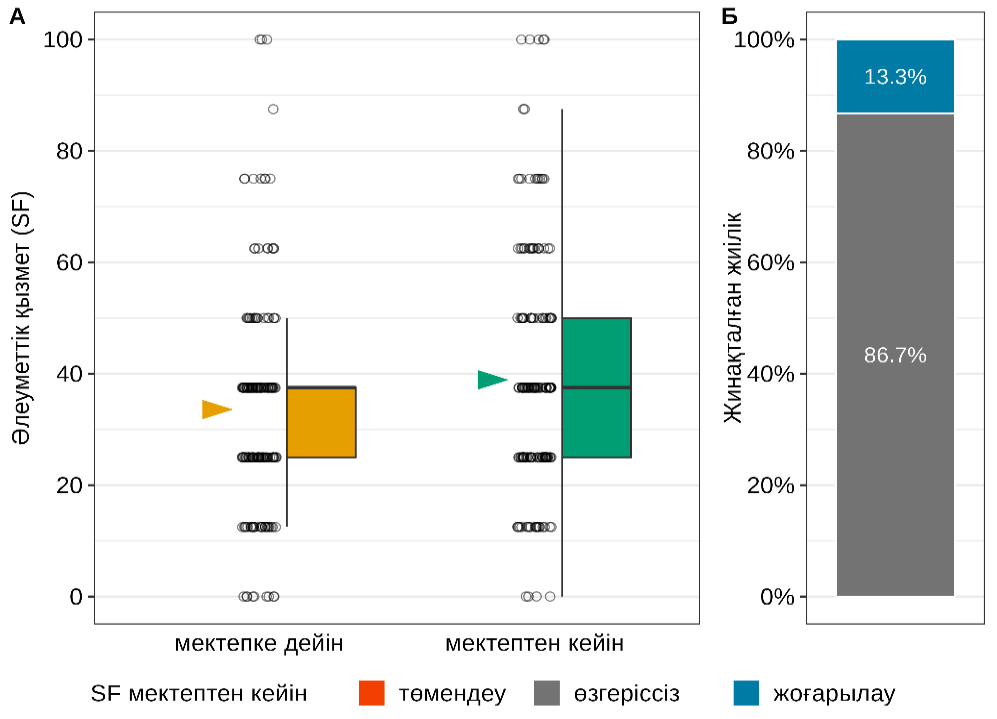 А
Әлеуметтік қызмет (SF)
100
80
60
40
20
0
мектепке дейін
мектептен кейін
Б
Жинақталған жиілік
100%
80%
60%
40%
20%
0%
13.3%
86.7%
SF мектептен кейін төмендеу өзгеріссіз жоғарылау